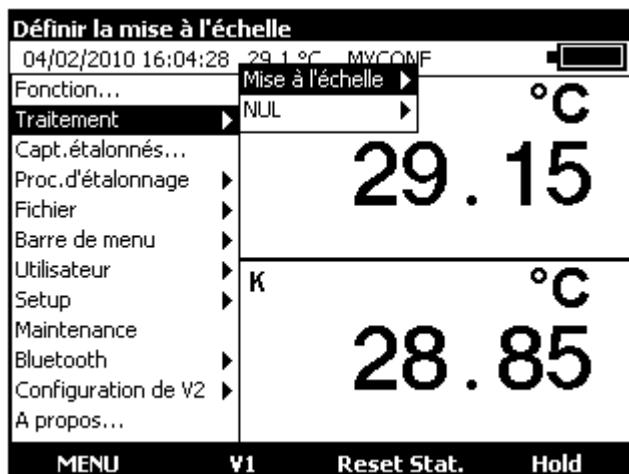 Définir la mise à l'échelle
04/02/2010 16:04:28 29.1 °C MYCONF
Fonction...
Traitement
Capt.étalonnés...
Proc.d'étalonnage
Fichier
Barre de menu
Utilisateur
Setup
Maintenance
Bluetooth
Configuration de V2
A propos...
Mise à l'échelle
NUL
°C
29.15
K
°C
28.85
MENU V1 Reset Stat. Hold